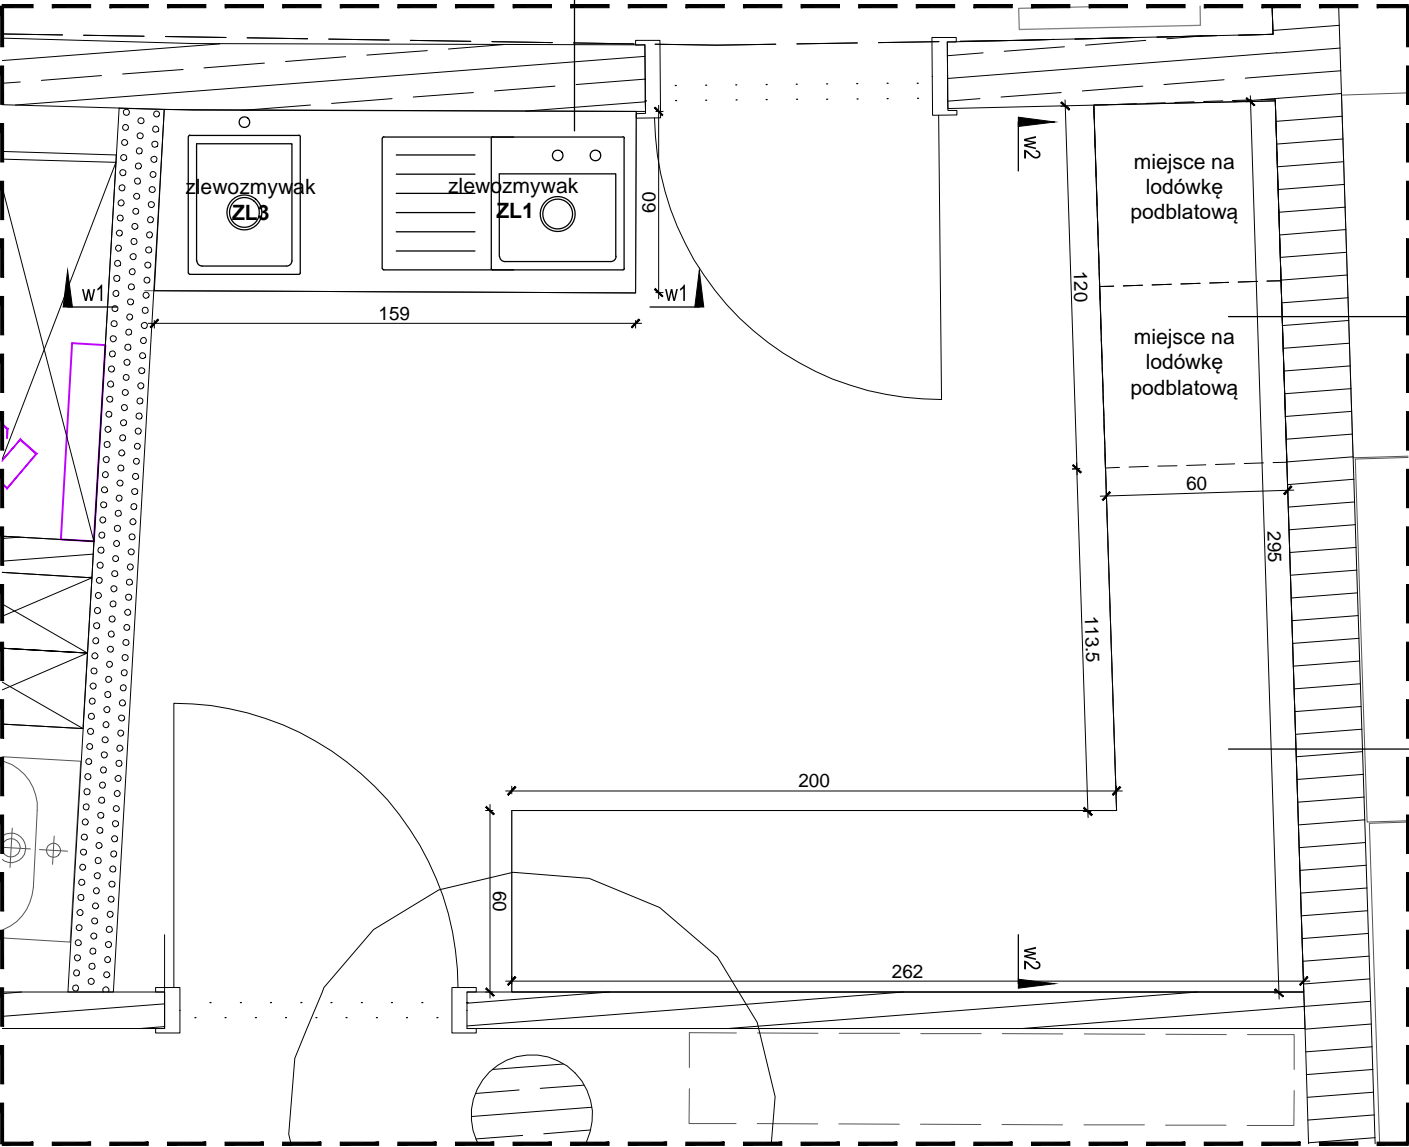 w2
miejsce na
lodówkę
podblatową
zlewozmywak
ZL3
zlewozmywak
ZL1
60
w1
w1
159
120
miejsce na
lodówkę
podblatową
60
295
113.5
200
60
w2
262